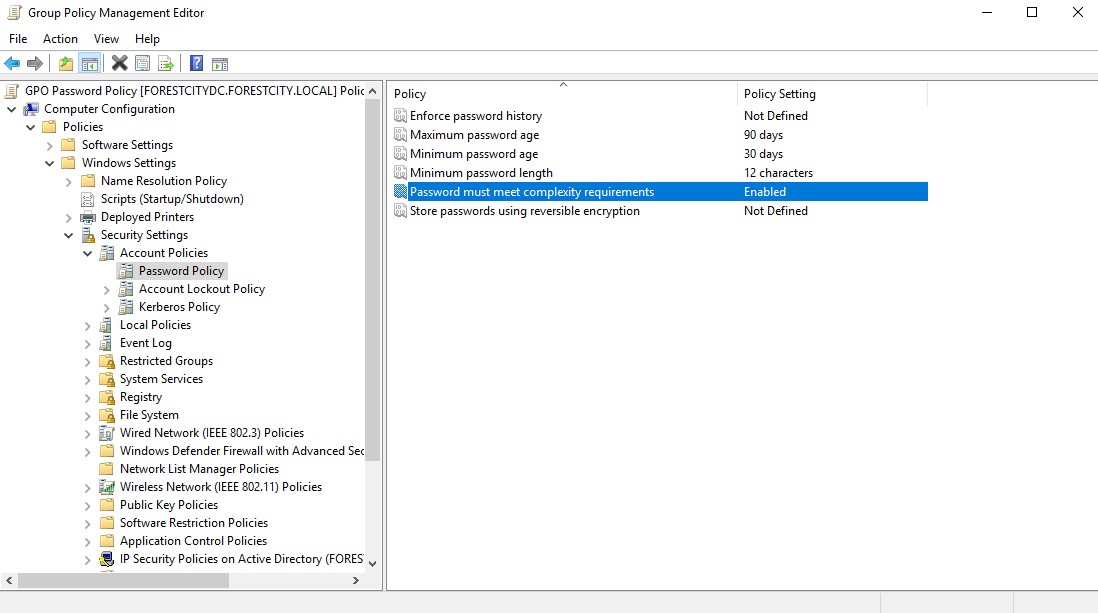 Group Policy Management Editor
File Action View Help
GPO Password Policy [FORESTCITYDC.FORESTCITY.LOCAL] Polic
Computer Configuration
Policies
Software Settings
Windows Settings
Name Resolution Policy
Scripts (Startup/Shutdown)
Deployed Printers
Security Settings
Account Policies
Password Policy
Account Lockout Policy
Kerberos Policy
Local Policies
Event Log
Restricted Groups
System Services
Registry
File System
Wired Network (IEEE 802.3) Policies
Windows Defender Firewall with Advanced Sec
Network List Manager Policies
Wireless Network (IEEE 802.11) Policies
Public Key Policies
Software Restriction Policies
Application Control Policies
IP Security Policies on Active Directory (FORES
Policy Policy Setting
Enforce password history Not Defined
Maximum password age 90 days
Minimum password age 30 days
Minimum password length 12 characters
Password must meet complexity requirements Enabled
Store passwords using reversible encryption Not Defined